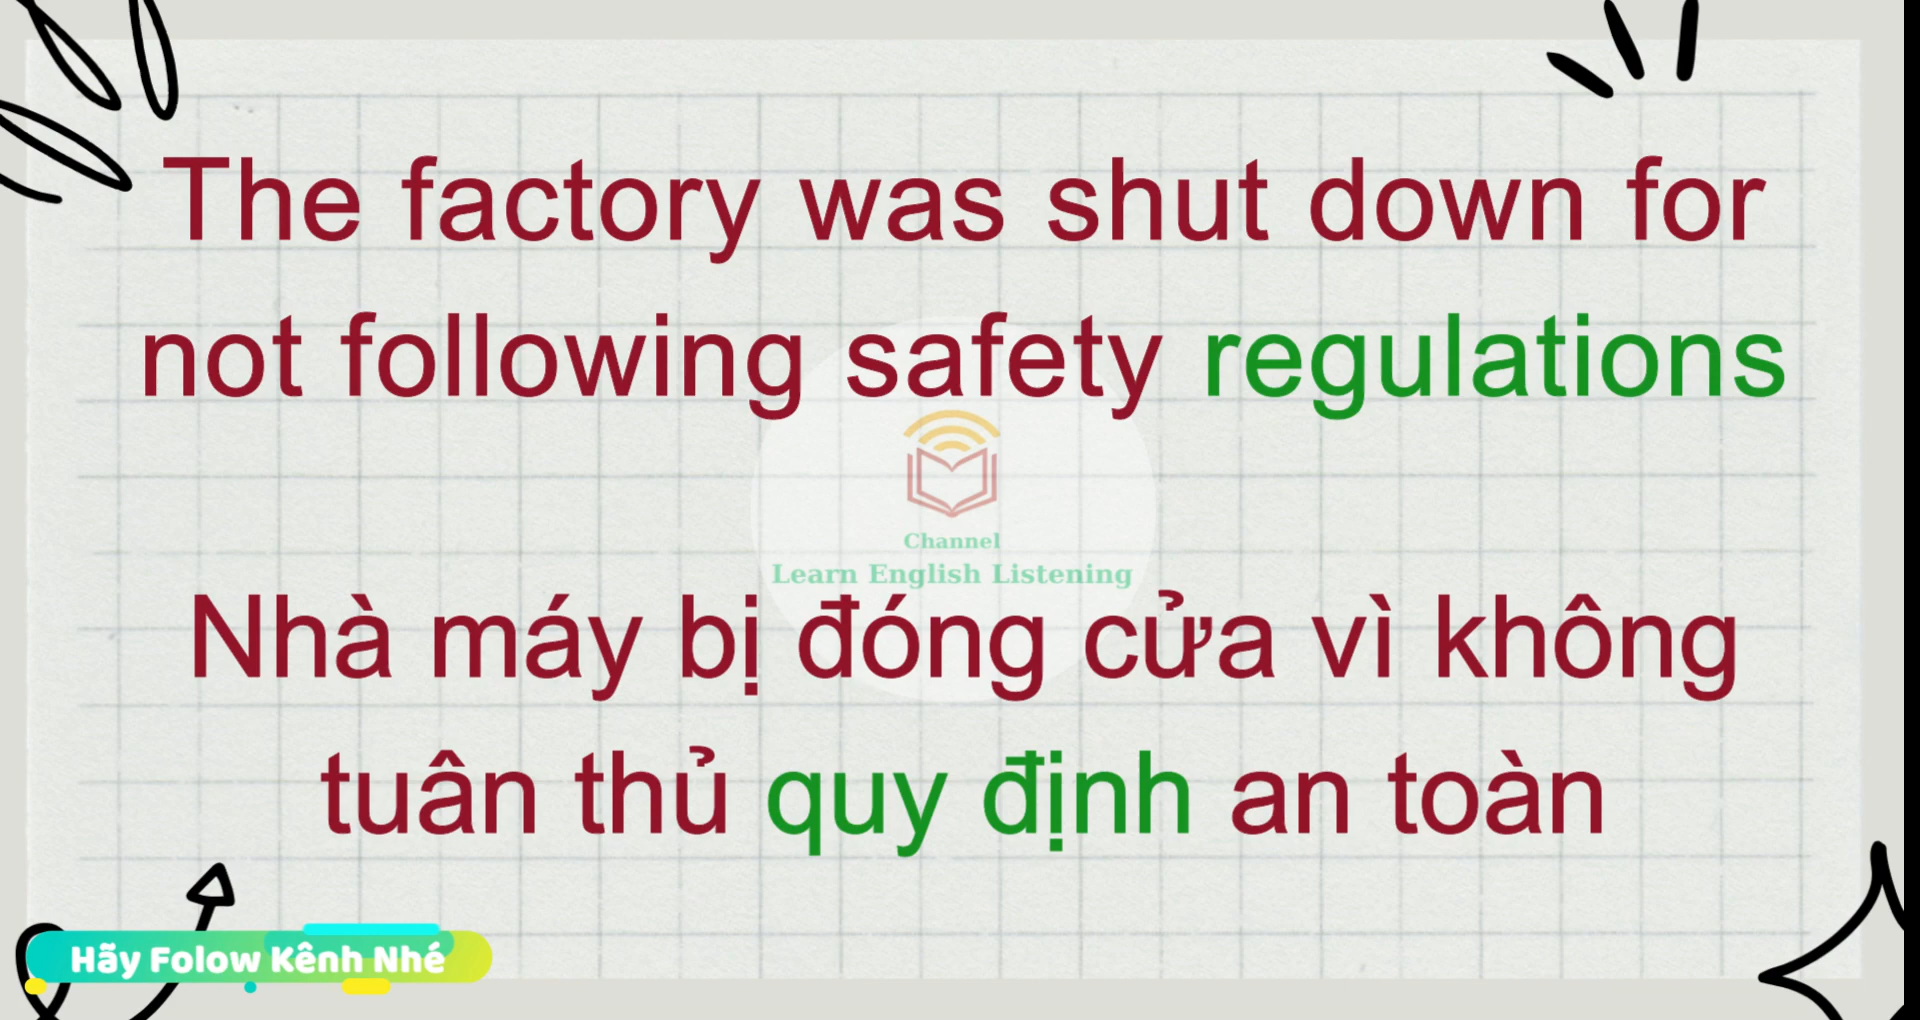 The factory was shut down for
not following safety regulations
Channel
Learn English Listening
Nhà máy bị đóng cửa vì không
tuân thủ quy định an toàn
Hãy Folow Kênh Nhé